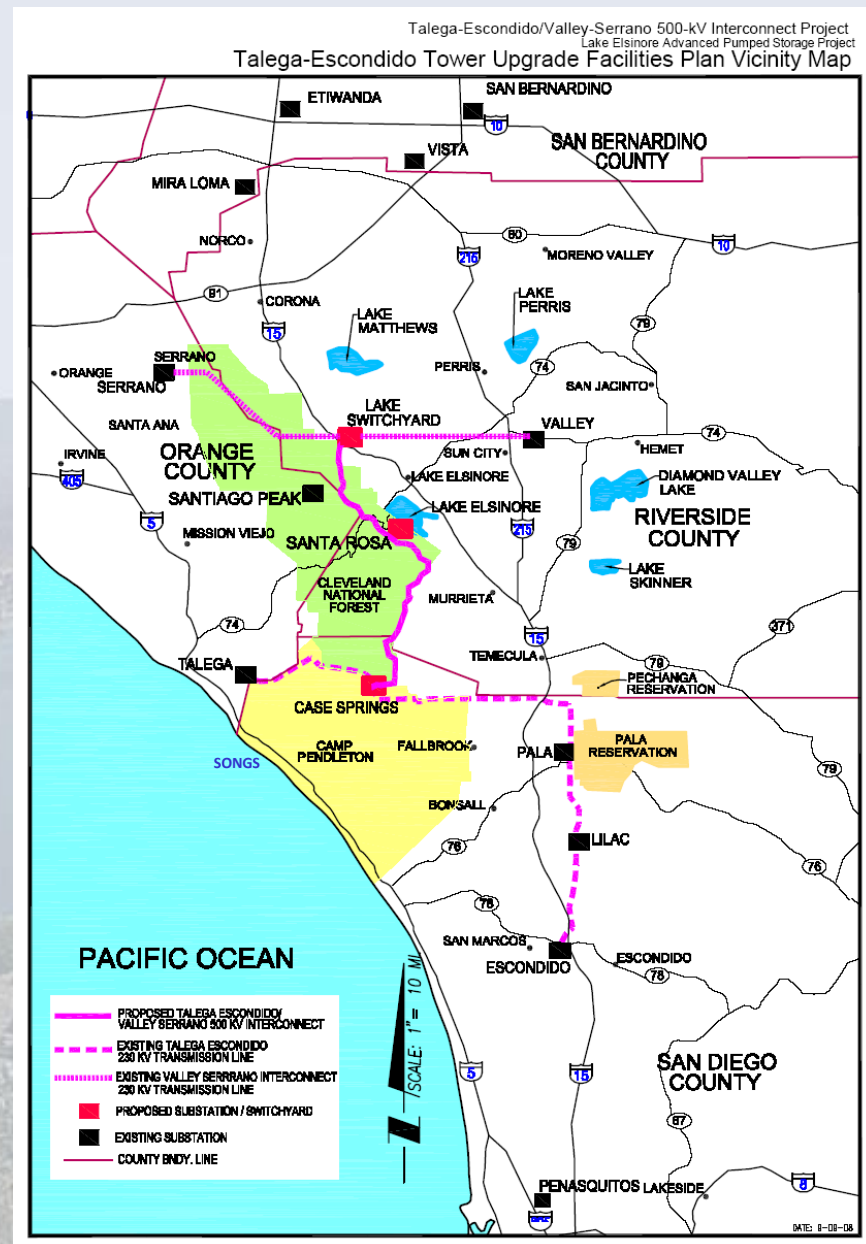 Talega-Escondido/Valley-Serrano 500-kV Interconnect Project
Lake Elsinore Advanced Pumped Storage Project
Talega-Escondido Tower Upgrade Facilities Plan Vicinity Map
ETIWANDA
SAN BERNARDINO
10
SAN BERNARDINO
COUNTY
VISTA
MIRA LOMA
NORCO
60
215
10
MORENO VALLEY
91
CORONA
LAKE
PERRIS
15
LAKE
MATTHEWS
79
SERRANO
ORANGE
SERRANO
PERRIS
74
SAN JACINTO
LAKE
SWITCHYARD
SANTA ANA
VALLEY
74
IRVINE
ORANGE
COUNTY
SUN CITY
HEMET
405
LAKE ELSINORE
DIAMOND VALLEY
LAKE
SANTIAGO PEAK
LAKE ELSINORE
5
RIVERSIDE
COUNTY
MISSION VIEJO
SANTA ROSA
215
79
LAKE
SKINNER
CLEVELAND
NATIONAL
FOREST
MURRIETA
74
371
15
TALEGA
TEMECULA
79
PECHANGA
RESERVATION
CASE SPRINGS
CAMP
PENDLETON
FALLBROOK
PALA
PALA
RESERVATION
SONGS
79
BONSALL
76
LILAC
76
78
SAN MARCOS
ESCONDIDO
ESCONDIDO
78
PACIFIC OCEAN
SCALE: 1" = 10 MI.
N
PROPOSED TALEGA ESCONDIDO/
VALLEY SERRANO 500 KV INTERCONNECT
EXISTING TALEGA ESCONDIDO
230 KV TRANSMISSION LINE
EXISTING VALLEY SERRRANO INTERCONNECT
230 KV TRANSMISSION LINE
PROPOSED SUBSTATION / SWITCHYARD
EXISTING SUBSTATION
COUNTY BNDY. LINE
5
15
SAN DIEGO
COUNTY
67
PENASQUITOS
LAKESIDE
8
DATE: 9-09-08